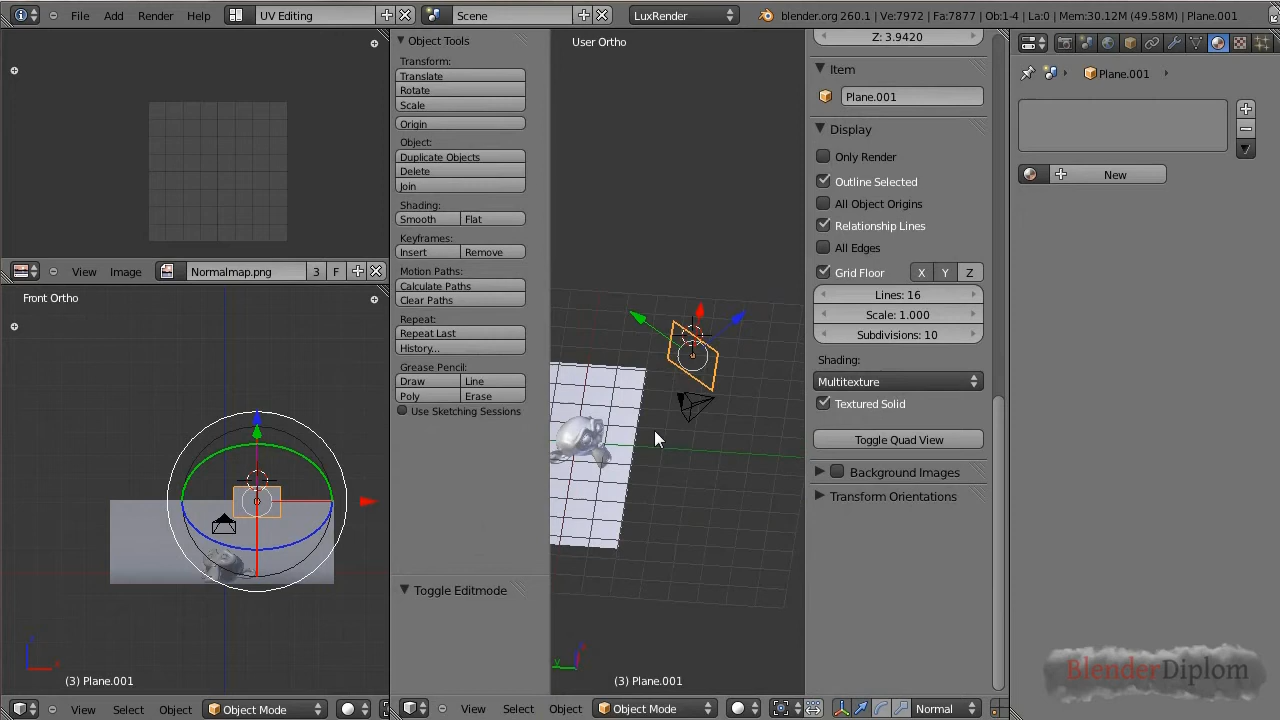 File Add Render Help UV Editing Scene LuxRender blender.org 260.1 | Ve:7972 | Fa:7877 | Ob:1-4 | La:0 | Mem:30.12M (49.58M) | Plane.001
Object Tools
Transform:
Translate
Rotate
Scale
Origin
Object:
Duplicate Objects
Delete
Join
Shading:
Smooth Flat
Keyframes:
Insert Remove
Motion Paths:
Calculate Paths
Clear Paths
Repeat:
Repeat Last
History...
Grease Pencil:
Draw Line
Poly Erase
Use Sketching Sessions
Toggle Editmode
View Image Normalmap.png 3 F
Front Ortho
(3) Plane.001
View Select Object Object Mode
User Ortho
(3) Plane.001
View Select Object Object Mode Normal
Z: 3.9420
Item
Plane.001
Display
Only Render
Outline Selected
All Object Origins
Relationship Lines
All Edges
Grid Floor X Y Z
Lines: 16
Scale: 1.000
Subdivisions: 10
Shading:
Multitexture
Textured Solid
Toggle Quad View
Background Images
Transform Orientations
Plane.001
New
BlenderDiplom